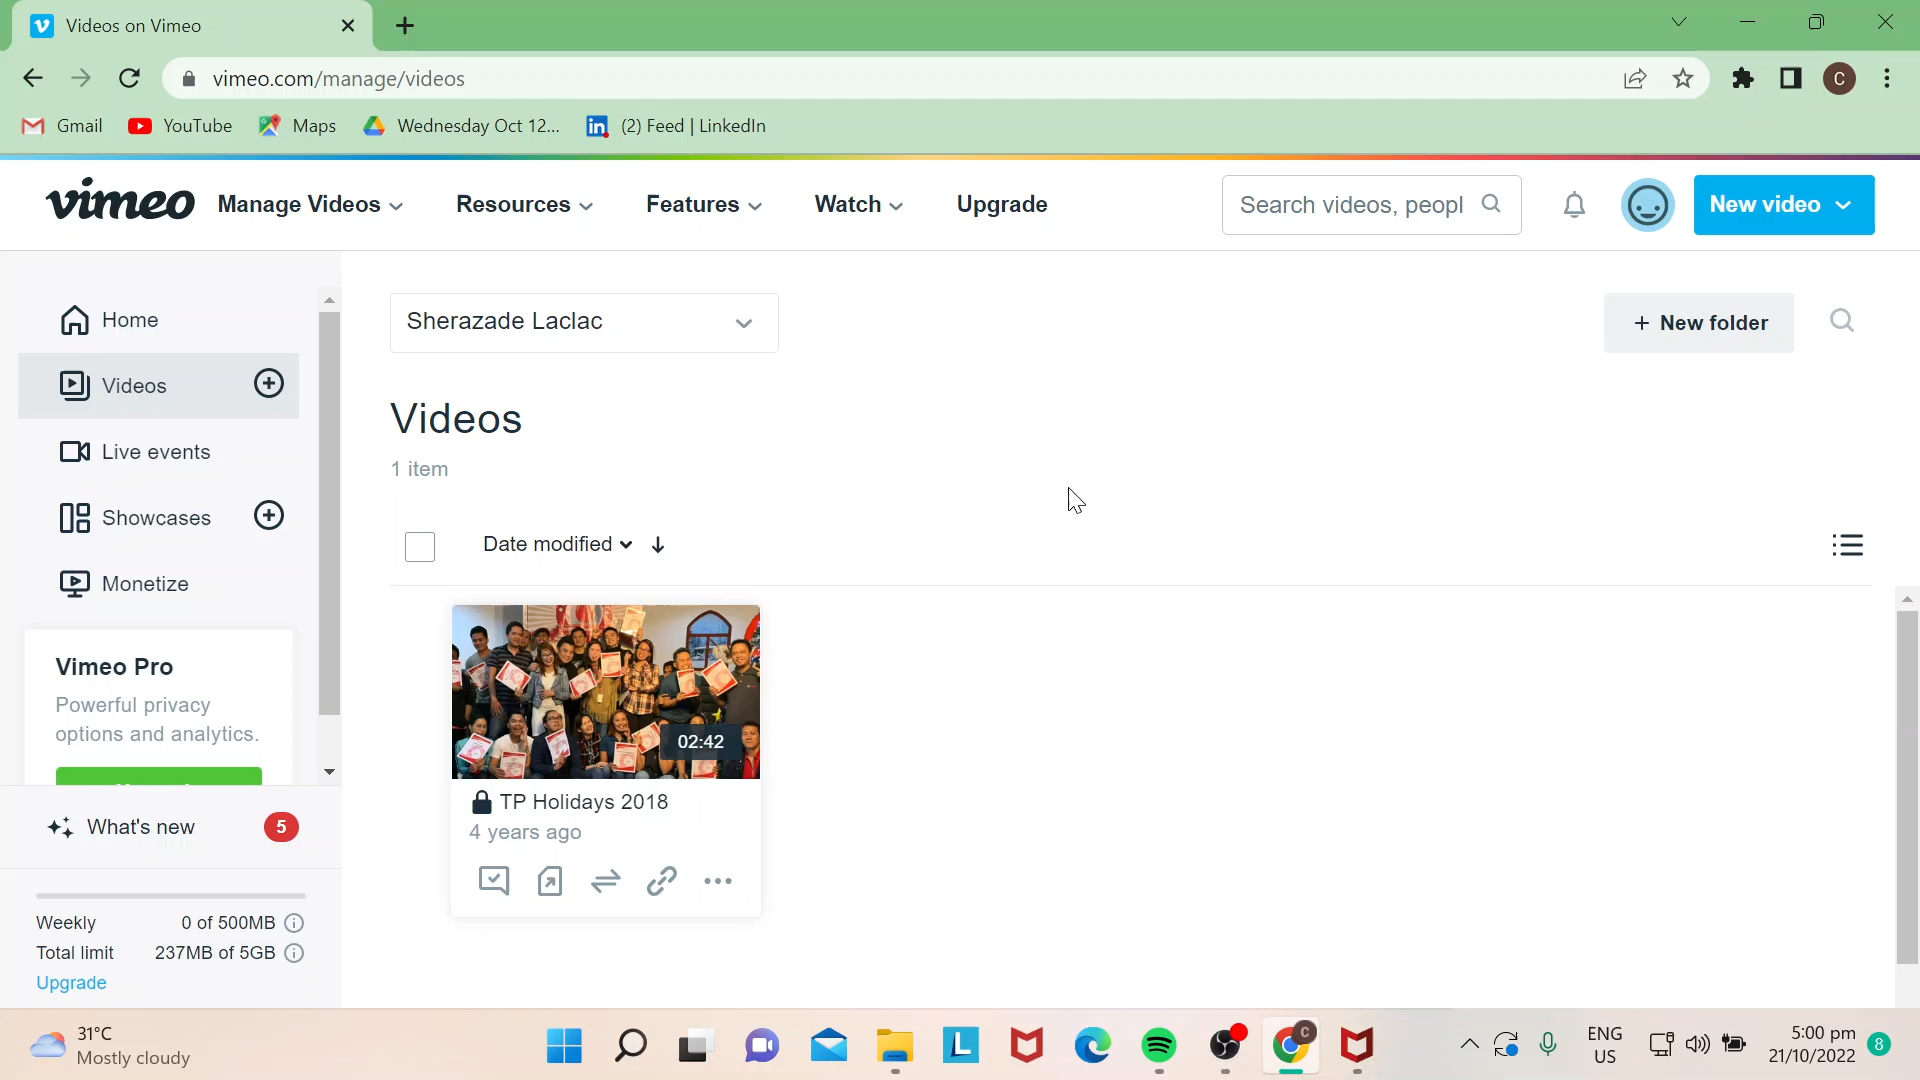 Videos on Vimeo
vimeo.com/manage/videos
C
Gmail YouTube Maps Wednesday Oct 12... (2) Feed | LinkedIn
vimeo Manage Videos Resources Features Watch Upgrade Search videos, peopl New video
Home
Videos
Live events
Showcases
Monetize
Vimeo Pro
Powerful privacy
options and analytics.
What's new 5
Weekly 0 of 500MB
Total limit 237MB of 5GB
Upgrade
Sherazade Laclac
+ New folder
Videos
1 item
Date modified
02:42
TP Holidays 2018
4 years ago
31°C
Mostly cloudy
L
C
ENG
US
5:00 pm
21/10/2022
8